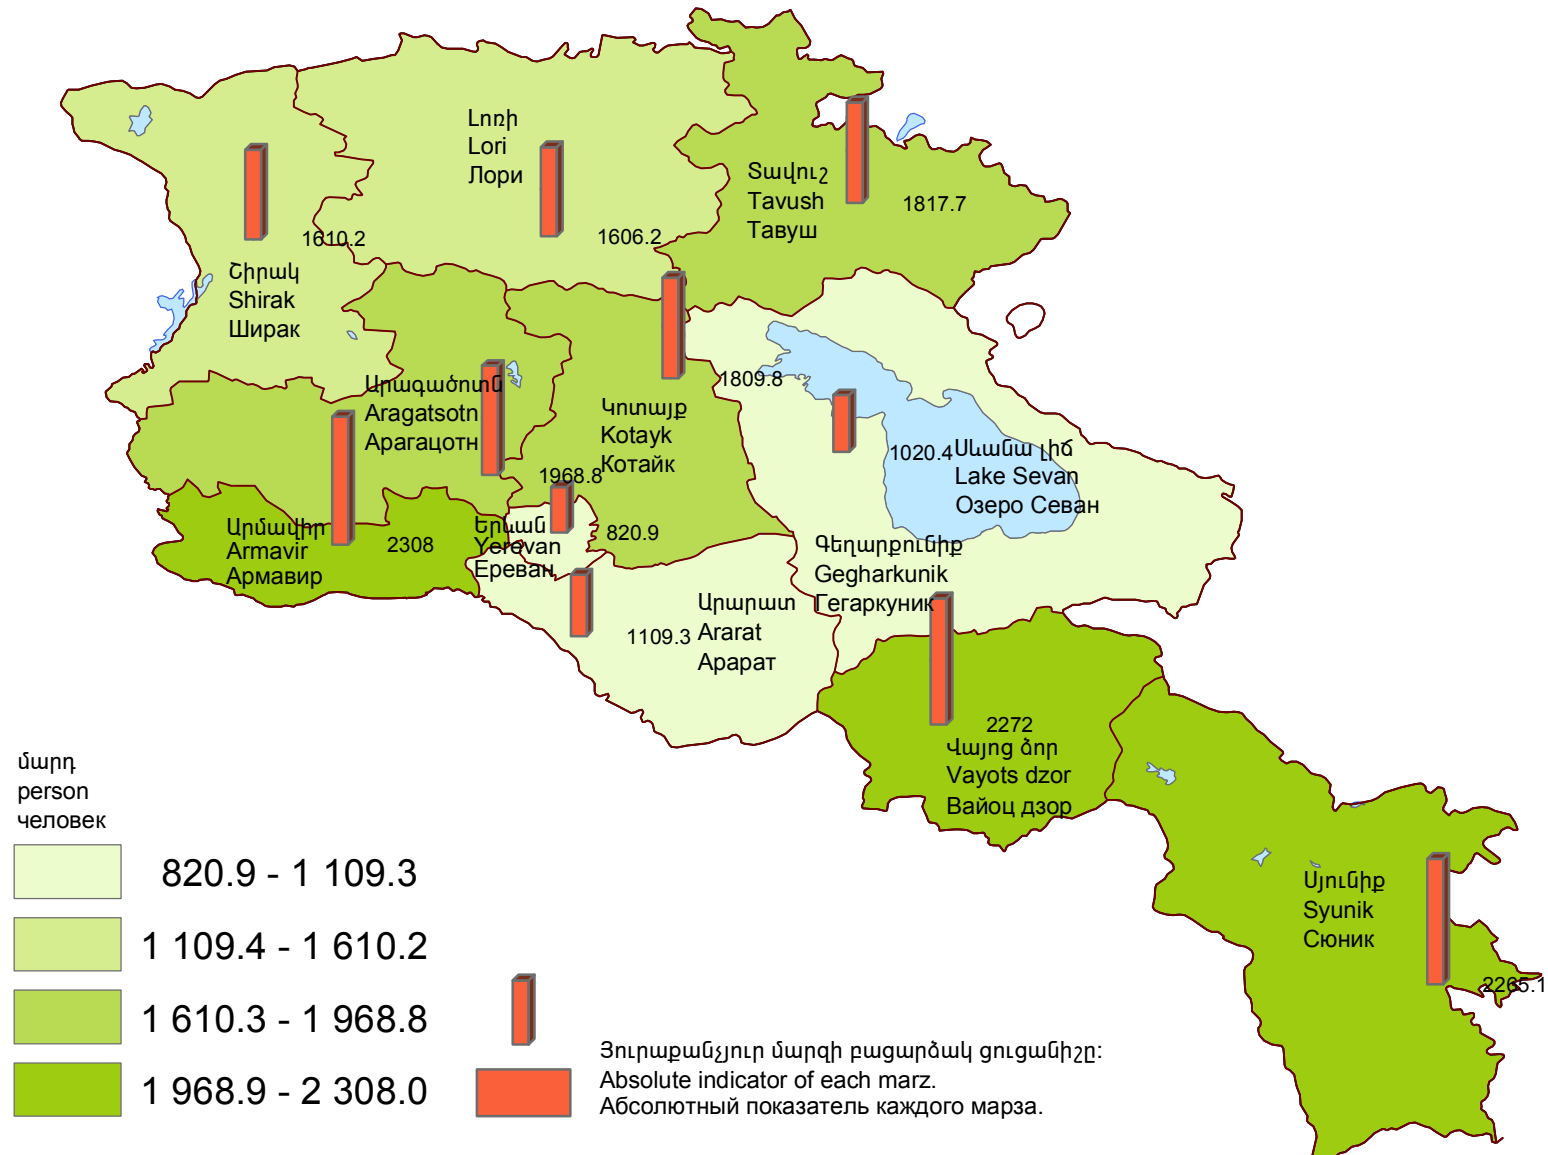 Լոռի
Lori
Лори
1606.2
Տավուշ
Tavush
Тавуш
1817.7
1610.2
Շիրակ
Shirak
Ширак
Արագածոտն
Aragatsotn
Арагацотн
1968.8
Կոտայք
Kotayk
Котайк
1809.8
1020.4
Սևանա լիճ
Lake Sevan
Озеро Севан
Արմավիր
Armavir
Армавир
2308
Երևան
Yerevan
Ереван
820.9
Գեղարքունիք
Gegharkunik
Гегаркуник
1109.3
Արարատ
Ararat
Арарат
2272
Վայոց ձոր
Vayots dzor
Вайоц дзор
Սյունիք
Syunik
Сюник
2265.1
մարդ
person
человек
820.9 - 1 109.3
1 109.4 - 1 610.2
1 610.3 - 1 968.8
1 968.9 - 2 308.0
Յուրաքանչյուր մարզի բացարձակ ցուցանիշը:
Absolute indicator of each marz.
Абсолютный показатель каждого марза.